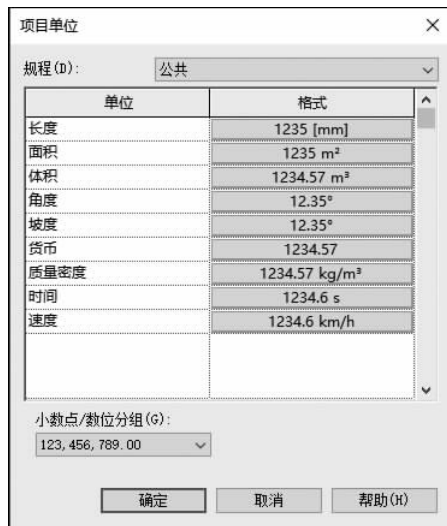 项目单位
规程(D): 公共
单位 格式
长度 1235 [mm]
面积 1235 m²
体积 1234.57 m³
角度 12.35°
坡度 12.35°
货币 1234.57
质量密度 1234.57 kg/m³
时间 1234.6 s
速度 1234.6 km/h
小数点/数位分组(G):
123,456,789.00
确定 取消 帮助(H)